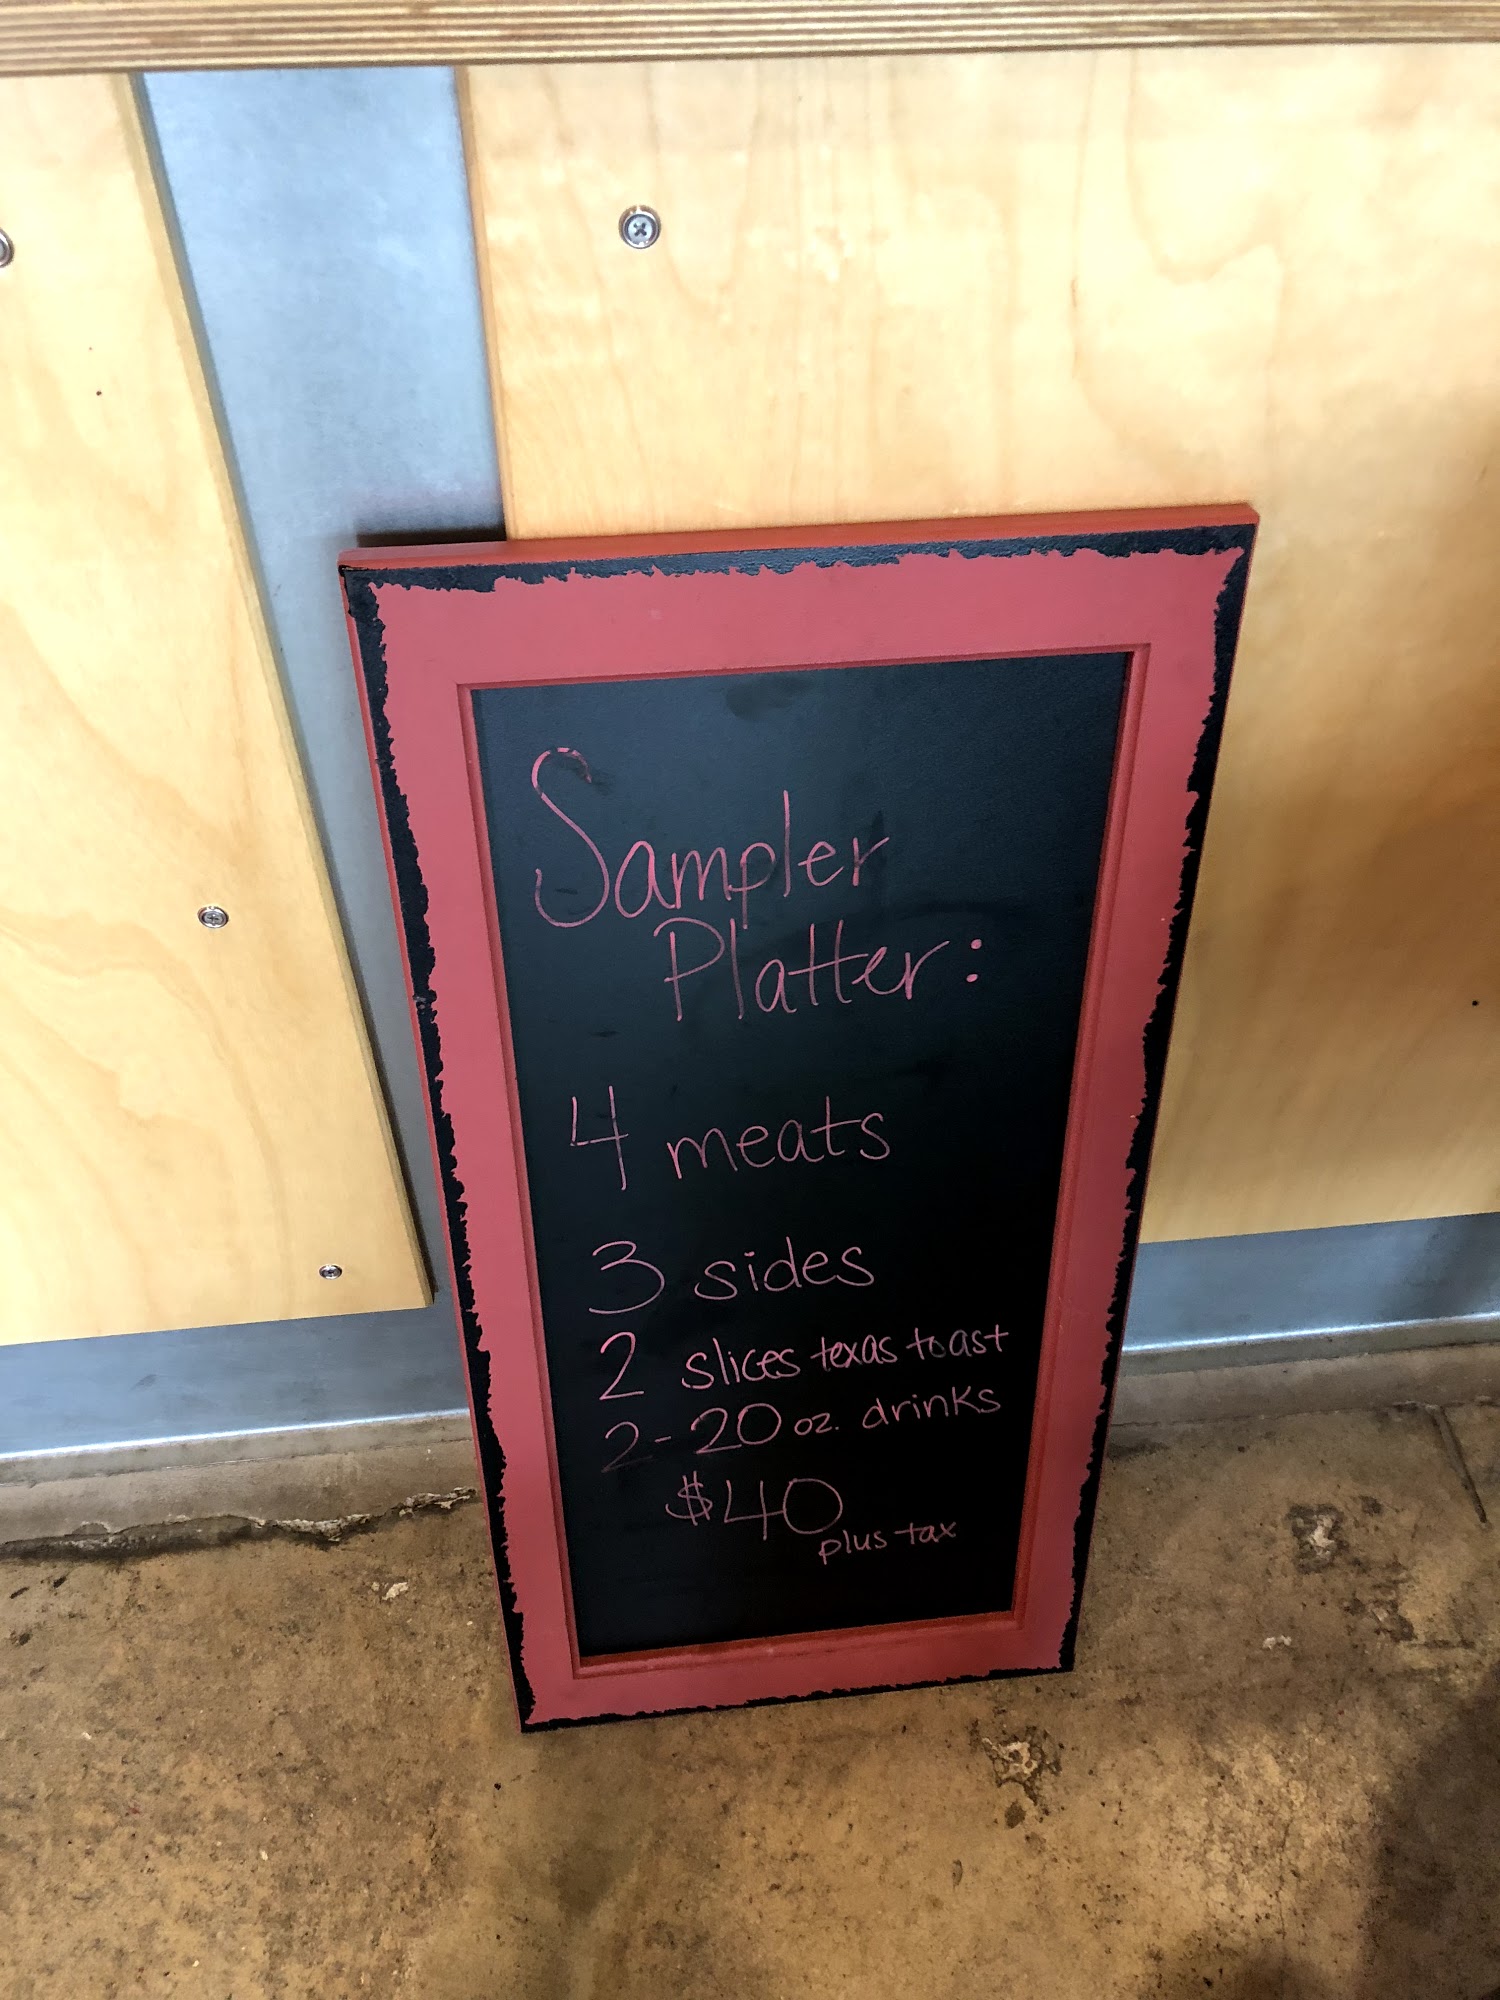 Sampler
Platter:
4 meats
3 sides
2 slices texas toast
2-20 oz. drinks
$40
plus tax